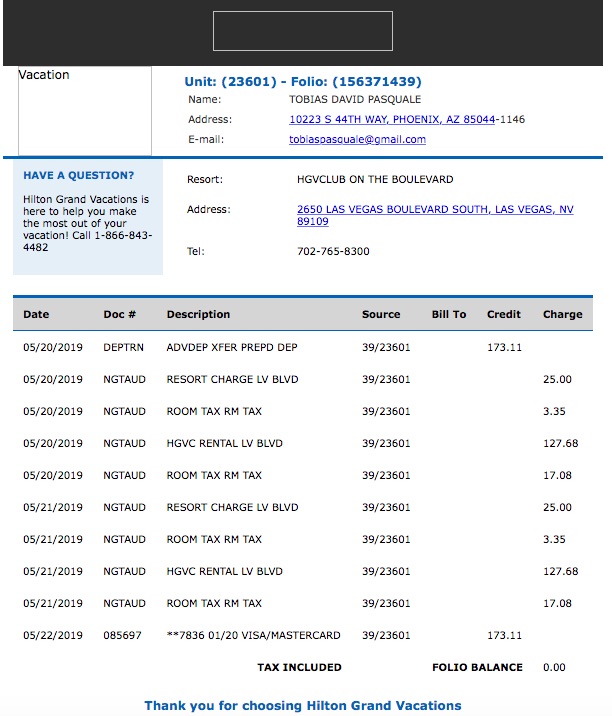 Vacation
Unit: (23601) - Folio: (156371439)
Name: TOBIAS DAVID PASQUALE
Address: 10223 S 44TH WAY, PHOENIX, AZ 85044-1146
E-mail: tobiaspasquale@gmail.com
HAVE A QUESTION?
Hilton Grand Vacations is
here to help you make
the most out of your
vacation! Call 1-866-843-
4482
Resort: HGVCLUB ON THE BOULEVARD
Address: 2650 LAS VEGAS BOULEVARD SOUTH, LAS VEGAS, NV
89109
Tel: 702-765-8300
Date Doc # Description Source Bill To Credit Charge
05/20/2019 DEPTRN ADVDEP XFER PREPD DEP 39/23601 173.11
05/20/2019 NGTAUD RESORT CHARGE LV BLVD 39/23601 25.00
05/20/2019 NGTAUD ROOM TAX RM TAX 39/23601 3.35
05/20/2019 NGTAUD HGVC RENTAL LV BLVD 39/23601 127.68
05/20/2019 NGTAUD ROOM TAX RM TAX 39/23601 17.08
05/21/2019 NGTAUD RESORT CHARGE LV BLVD 39/23601 25.00
05/21/2019 NGTAUD ROOM TAX RM TAX 39/23601 3.35
05/21/2019 NGTAUD HGVC RENTAL LV BLVD 39/23601 127.68
05/21/2019 NGTAUD ROOM TAX RM TAX 39/23601 17.08
05/22/2019 085697 **7836 01/20 VISA/MASTERCARD 39/23601 173.11
TAX INCLUDED FOLIO BALANCE 0.00
Thank you for choosing Hilton Grand Vacations